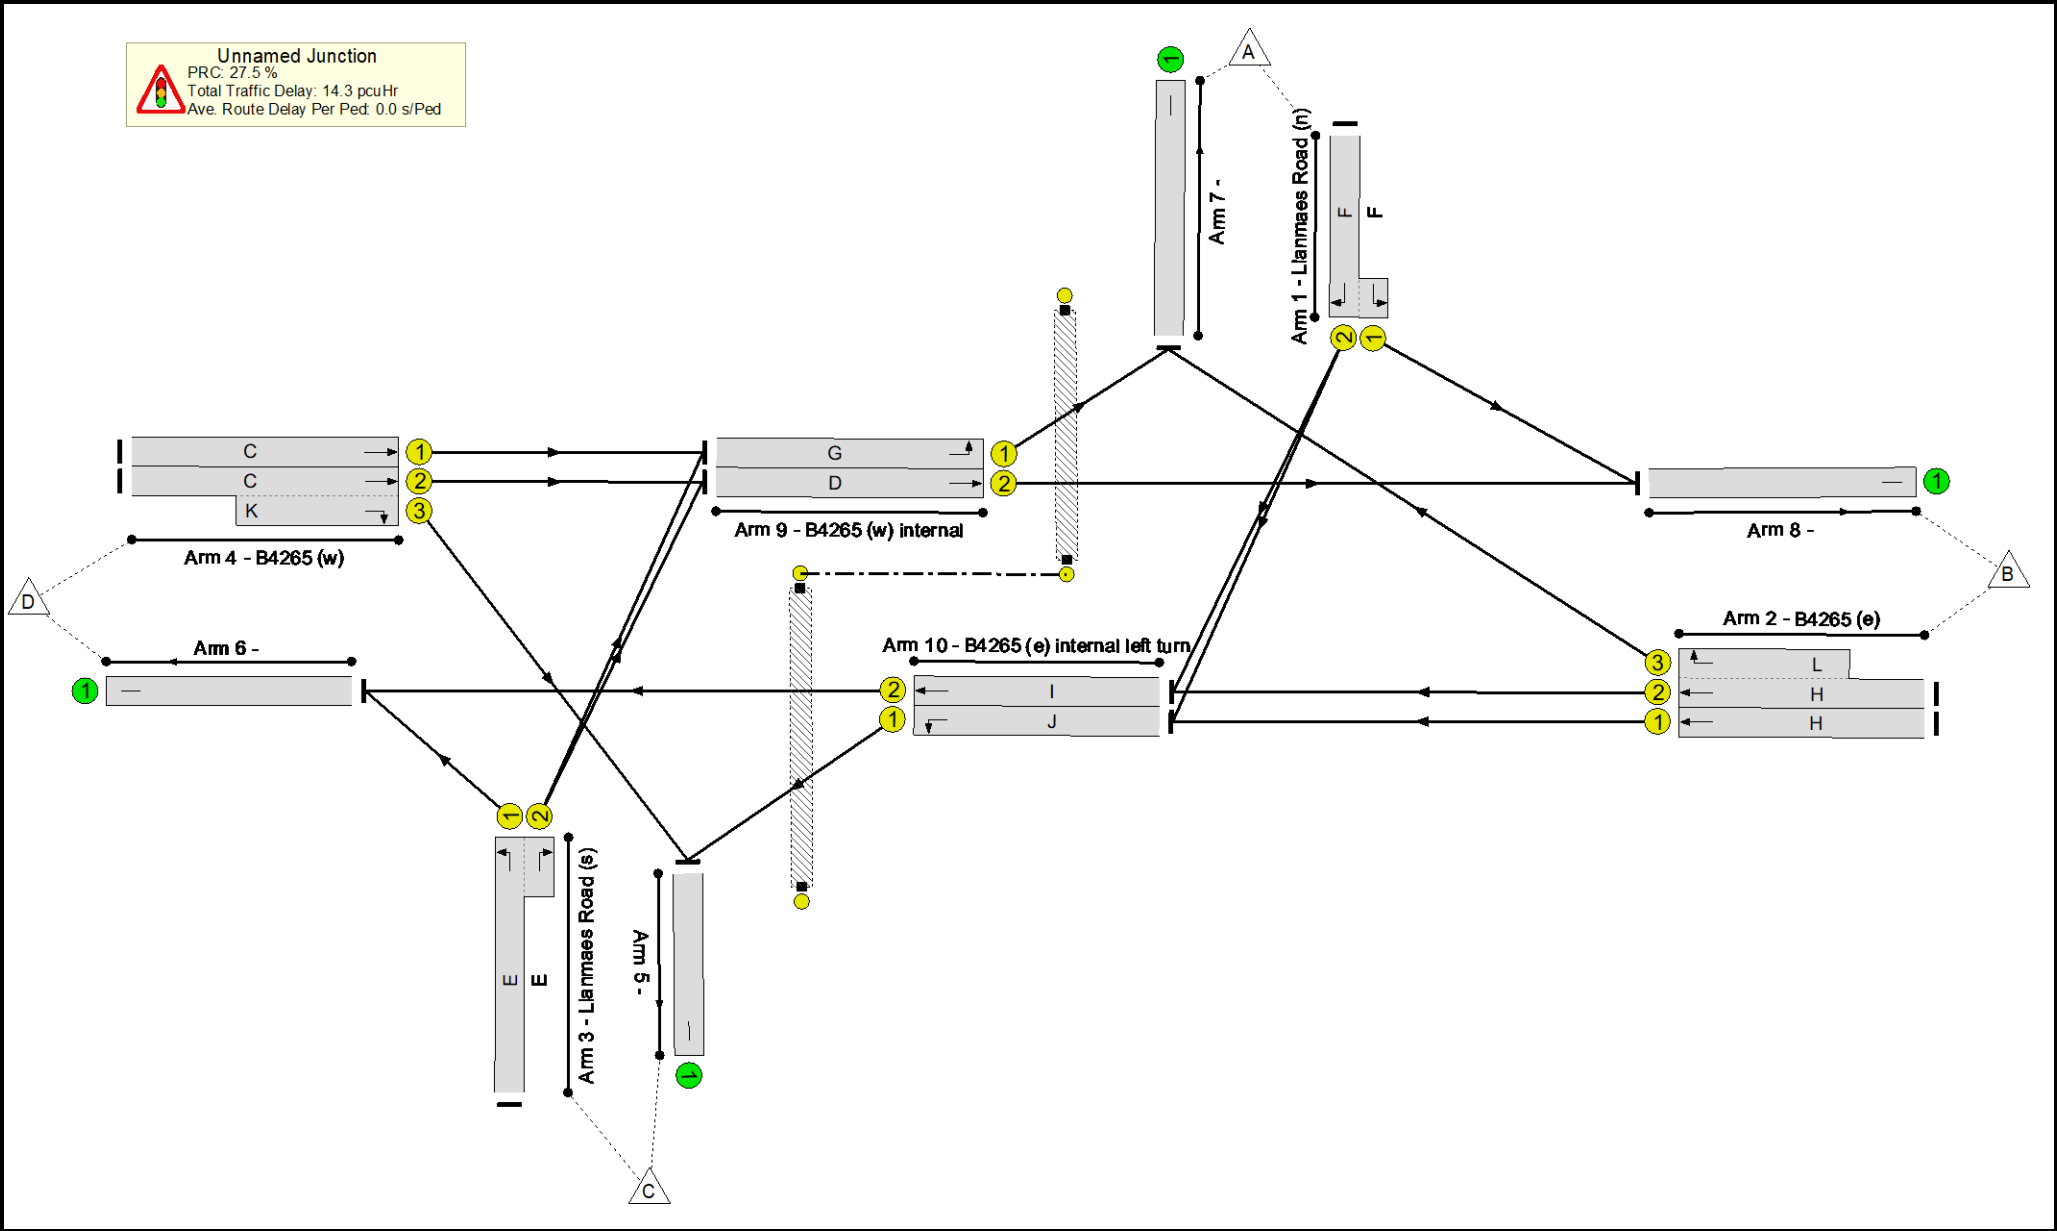 Unnamed Junction
PRC: 27.5 %
Total Traffic Delay: 14.3 pcuHr
Ave. Route Delay Per Ped: 0.0 s/Ped
1
A
Arm 7 -
Arm 1 - Llanmaes Road (n)
F
F
2
1
C
1
C
2
K
3
Arm 4 - B4265 (w)
G
1
D
2
Arm 9 - B4265 (w) internal
1
Arm 8 -
B
D
Arm 6 -
1
Arm 10 - B4265 (e) internal left turn
2
I
1
J
Arm 2 - B4265 (e)
3
L
2
H
1
H
1
2
E
E
Arm 3 - Llanmaes Road (s)
Arm 5 -
1
C